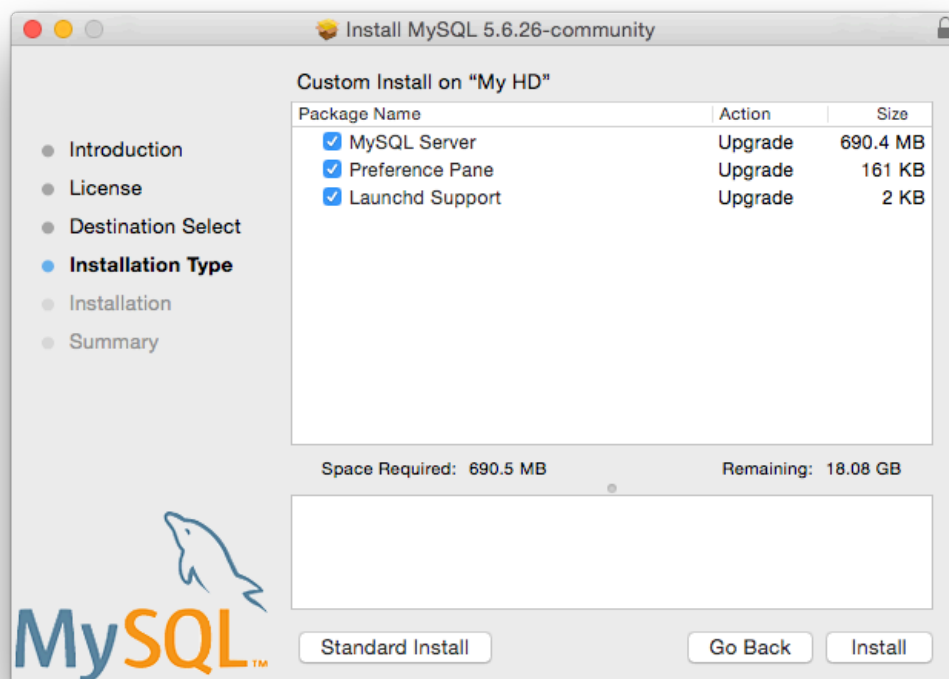 Install MySQL 5.6.26-community
Introduction
License
Destination Select
Installation Type
Installation
Summary
Custom Install on “My HD”
Package Name Action Size
MySQL Server Upgrade 690.4 MB
Preference Pane Upgrade 161 KB
Launchd Support Upgrade 2 KB
Space Required: 690.5 MB Remaining: 18.08 GB
MySQL™
Standard Install Go Back Install